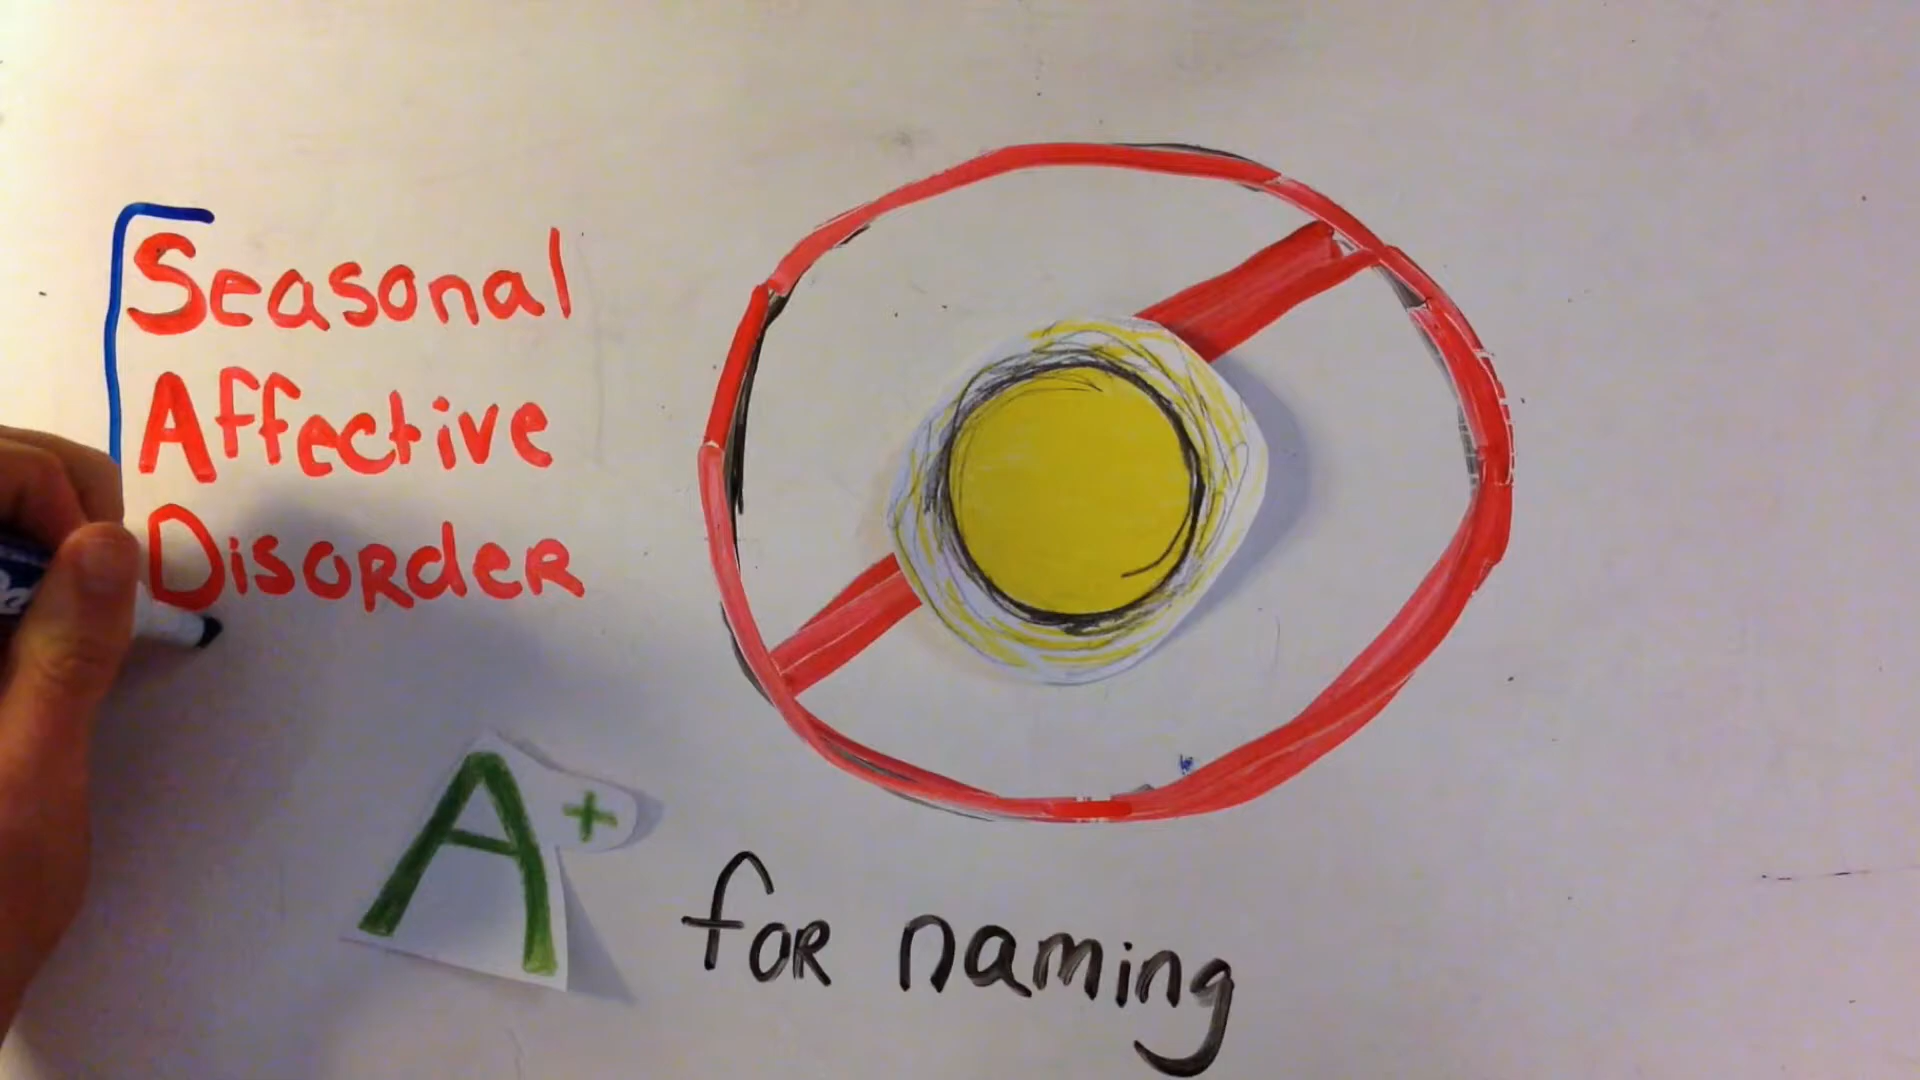 Seasonal
Affective
Disorder
A+
for naming